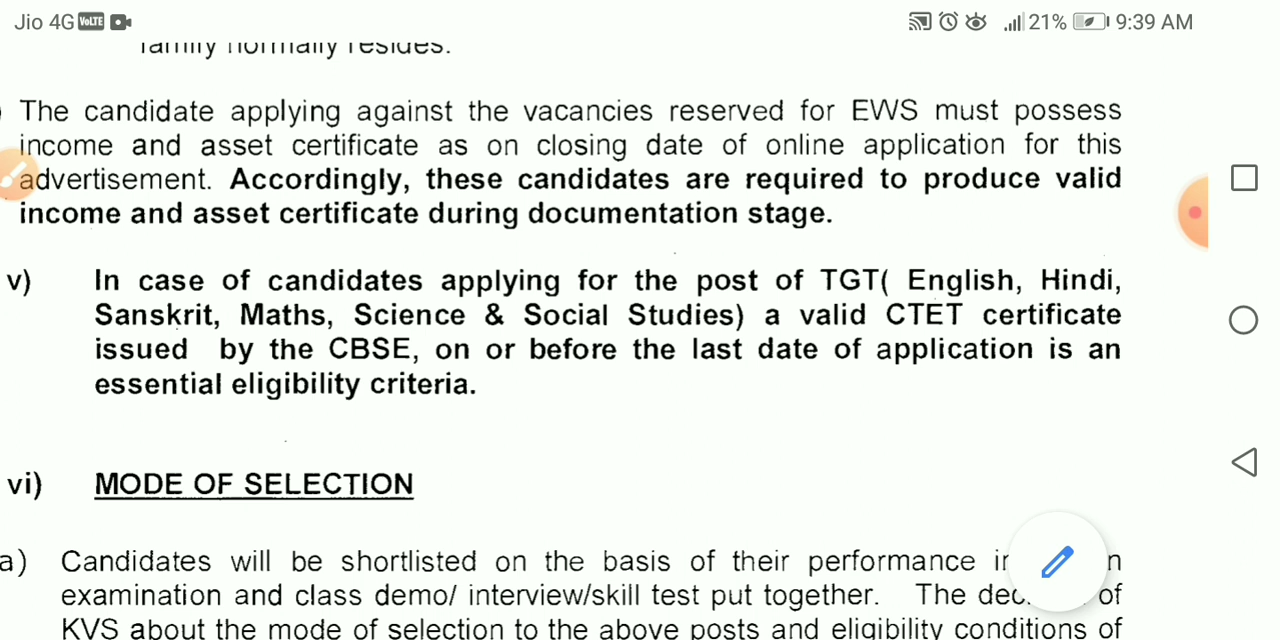 Jio 4G VoLTE 21% 9:39 AM
family normally resides.
The candidate applying against the vacancies reserved for EWS must possess
income and asset certificate as on closing date of online application for this
advertisement. Accordingly, these candidates are required to produce valid
income and asset certificate during documentation stage.
v) In case of candidates applying for the post of TGT( English, Hindi,
Sanskrit, Maths, Science & Social Studies) a valid CTET certificate
issued by the CBSE, on or before the last date of application is an
essential eligibility criteria.
vi) MODE OF SELECTION
a) Candidates will be shortlisted on the basis of their performance in
examination and class demo/ interview/skill test put together. The of
KVS about the mode of selection to the above posts and eligibility conditions of